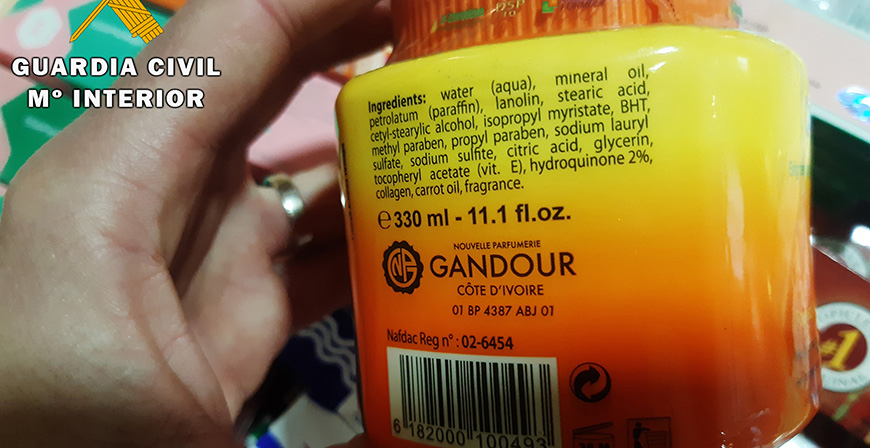 GUARDIA CIVIL
Mº INTERIOR
Ingredients: water (aqua), mineral oil,
petrolatum (paraffin), lanolin, stearic acid,
cetyl-stearylic alcohol, isopropyl myristate, BHT,
methyl paraben, propyl paraben, sodium lauryl
sulfate, sodium sulfite, citric acid, glycerin,
tocopheryl acetate (vit. E), hydroquinone 2%,
collagen, carrot oil, fragrance.
℮ 330 ml - 11.1 fl.oz.
NOUVELLE PARFUMERIE
GANDOUR
CÔTE D'IVOIRE
01 BP 4387 ABJ 01
Nafdac Reg n° : 02-6454
6 182000 100493
#1